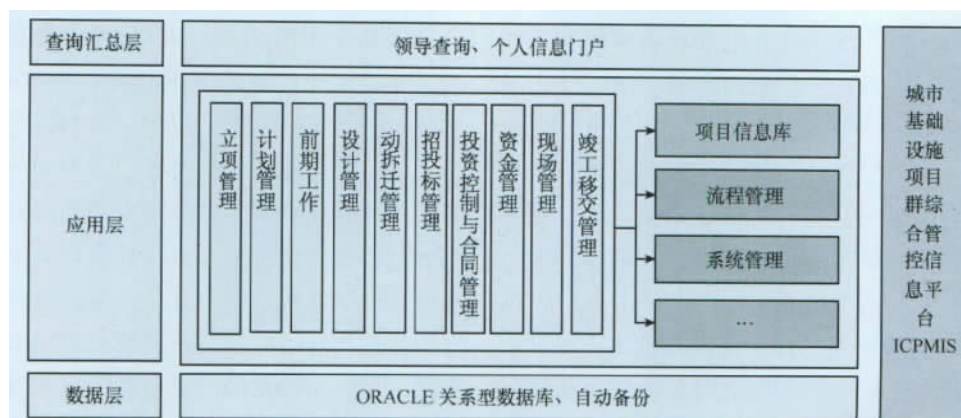 查询汇总层
领导查询、个人信息门户
应用层
立项管理
计划管理
前期工作
设计管理
动拆迁管理
招投标管理
投资控制与合同管理
资金管理
现场管理
竣工移交管理
项目信息库
流程管理
系统管理
…
数据层
ORACLE 关系型数据库、自动备份
城市
基础
设施
项目
群综
合管
控信
息平
台
ICPMIS